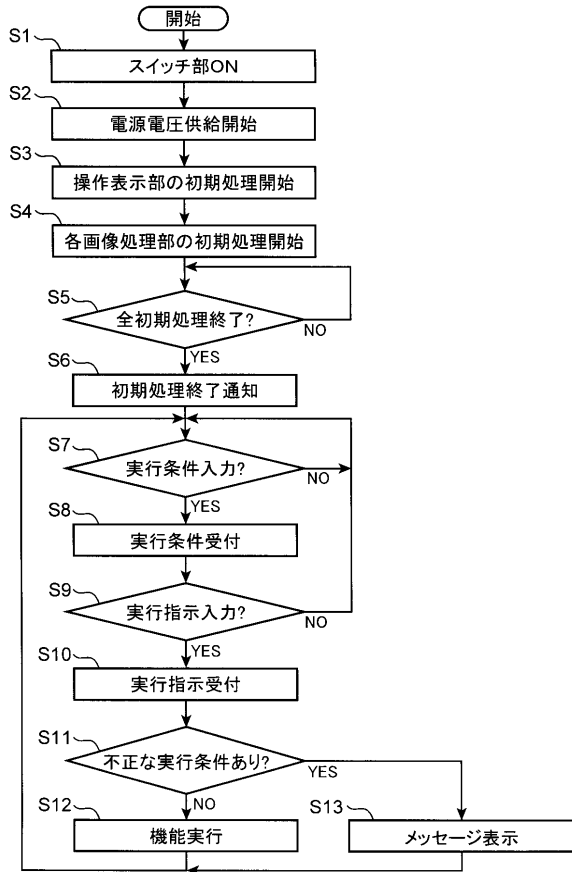 開始
S1
スイッチ部ON
S2
電源電圧供給開始
S3
操作表示部の初期処理開始
S4
各画像処理部の初期処理開始
S5
全初期処理終了?
NO
YES
S6
初期処理終了通知
S7
実行条件入力?
NO
YES
S8
実行条件受付
S9
実行指示入力?
NO
YES
S10
実行指示受付
S11
不正な実行条件あり?
YES
NO
S12
機能実行
S13
メッセージ表示